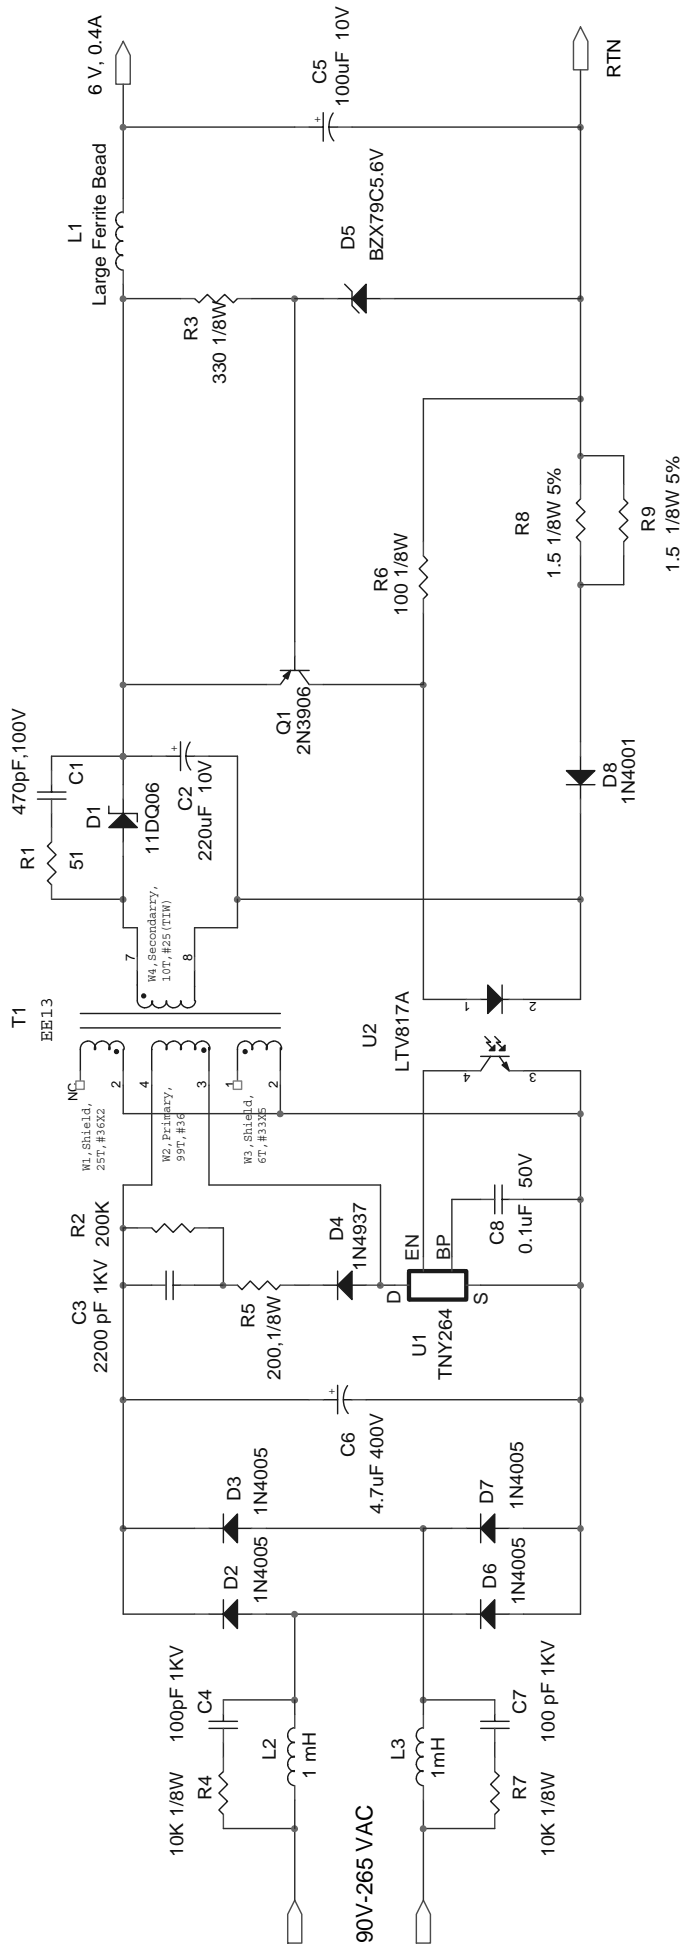 90V-265 VAC
R4
10K 1/8W
C4
100pF 1KV
L2
1 mH
L3
1mH
R7
10K 1/8W
C7
100 pF 1KV
D2
1N4005
D3
1N4005
D6
1N4005
D7
1N4005
C6
4.7uF 400V
+
C3
2200 pF 1KV
R2
200K
R5
200,1/8W
D4
1N4937
U1
TNY264
D
S
EN
BP
C8
0.1uF 50V
T1
EE13
NC
W1,Shield,
25T,#36X2
2
4
W2,Primary,
99T,#36
3
1
W3,Shield,
6T,#33X5
2
7
W4,Secondarry,
10T,#25(TIW)
8
U2
LTV817A
4
3
1
2
R1
51
470pF,100V
C1
D1
11DQ06
C2
220uF 10V
+
Q1
2N3906
R6
100 1/8W
D8
1N4001
R8
1.5 1/8W 5%
R9
1.5 1/8W 5%
R3
330 1/8W
D5
BZX79C5.6V
L1
Large Ferrite Bead
C5
100uF 10V
+
6 V, 0.4A
RTN